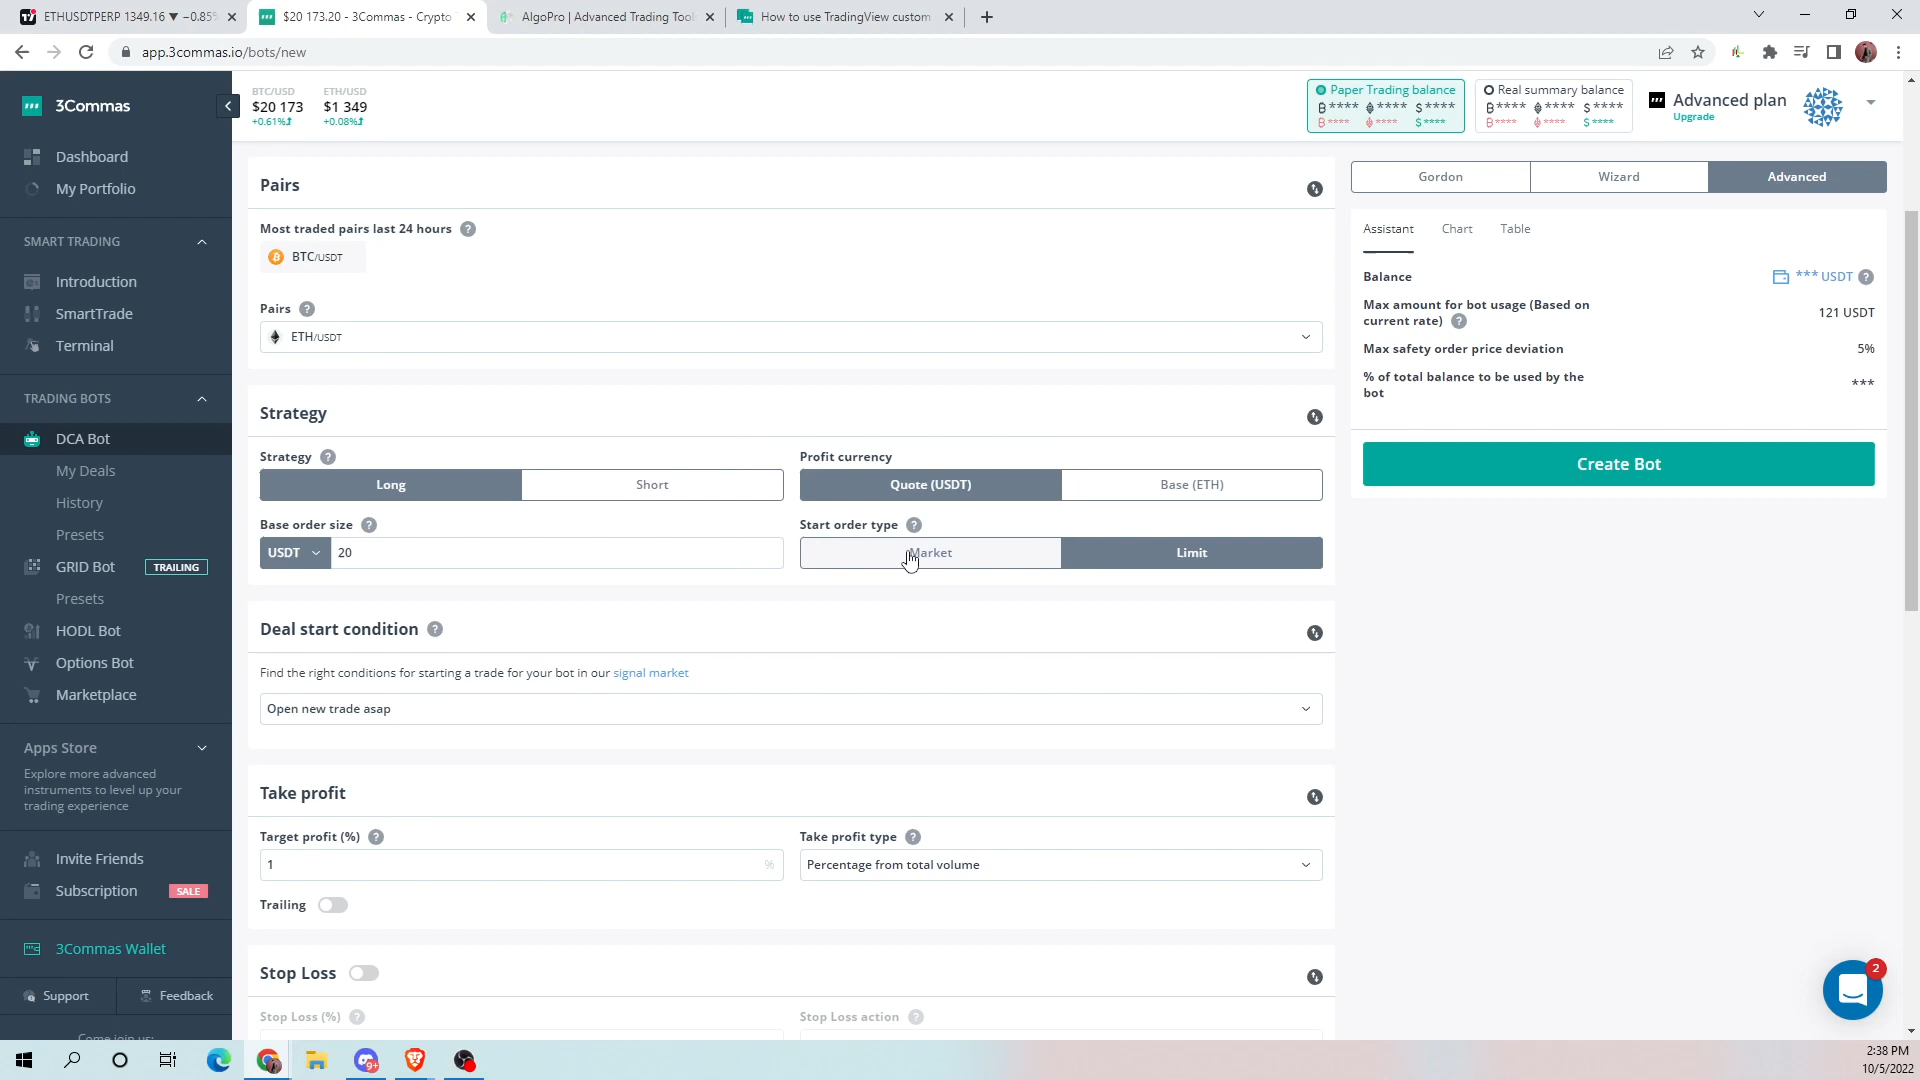 ETHUSDTPERP 1349.16 ▼ −0.85%
$20 173.20 - 3Commas - Crypto
AlgoPro | Advanced Trading Tool
How to use TradingView custom
app.3commas.io/bots/new
3Commas
BTC/USD
$20 173
+0.61%
ETH/USD
$1 349
+0.08%
Paper Trading balance
**** **** $****
**** **** $****
Real summary balance
**** **** $****
**** **** $****
Advanced plan
Upgrade
Dashboard
My Portfolio
SMART TRADING
Introduction
SmartTrade
Terminal
TRADING BOTS
DCA Bot
My Deals
History
Presets
GRID Bot TRAILING
Presets
HODL Bot
Options Bot
Marketplace
Apps Store
Explore more advanced
instruments to level up your
trading experience
Invite Friends
Subscription SALE
3Commas Wallet
Support Feedback
Come join us:
Pairs
Most traded pairs last 24 hours ?
BTC/USDT
Pairs ?
ETH/USDT
Strategy
Strategy ?
Long Short
Profit currency
Quote (USDT) Base (ETH)
Base order size ?
USDT 20
Start order type ?
Market Limit
Deal start condition ?
Find the right conditions for starting a trade for your bot in our signal market
Open new trade asap
Take profit
Target profit (%) ?
1 %
Take profit type ?
Percentage from total volume
Trailing
Stop Loss
Stop Loss (%) ?
Stop Loss action ?
Gordon Wizard Advanced
Assistant Chart Table
Balance *** USDT ?
Max amount for bot usage (Based on
current rate) ? 121 USDT
Max safety order price deviation 5%
% of total balance to be used by the
bot ***
Create Bot
2
9+
2:38 PM
10/5/2022